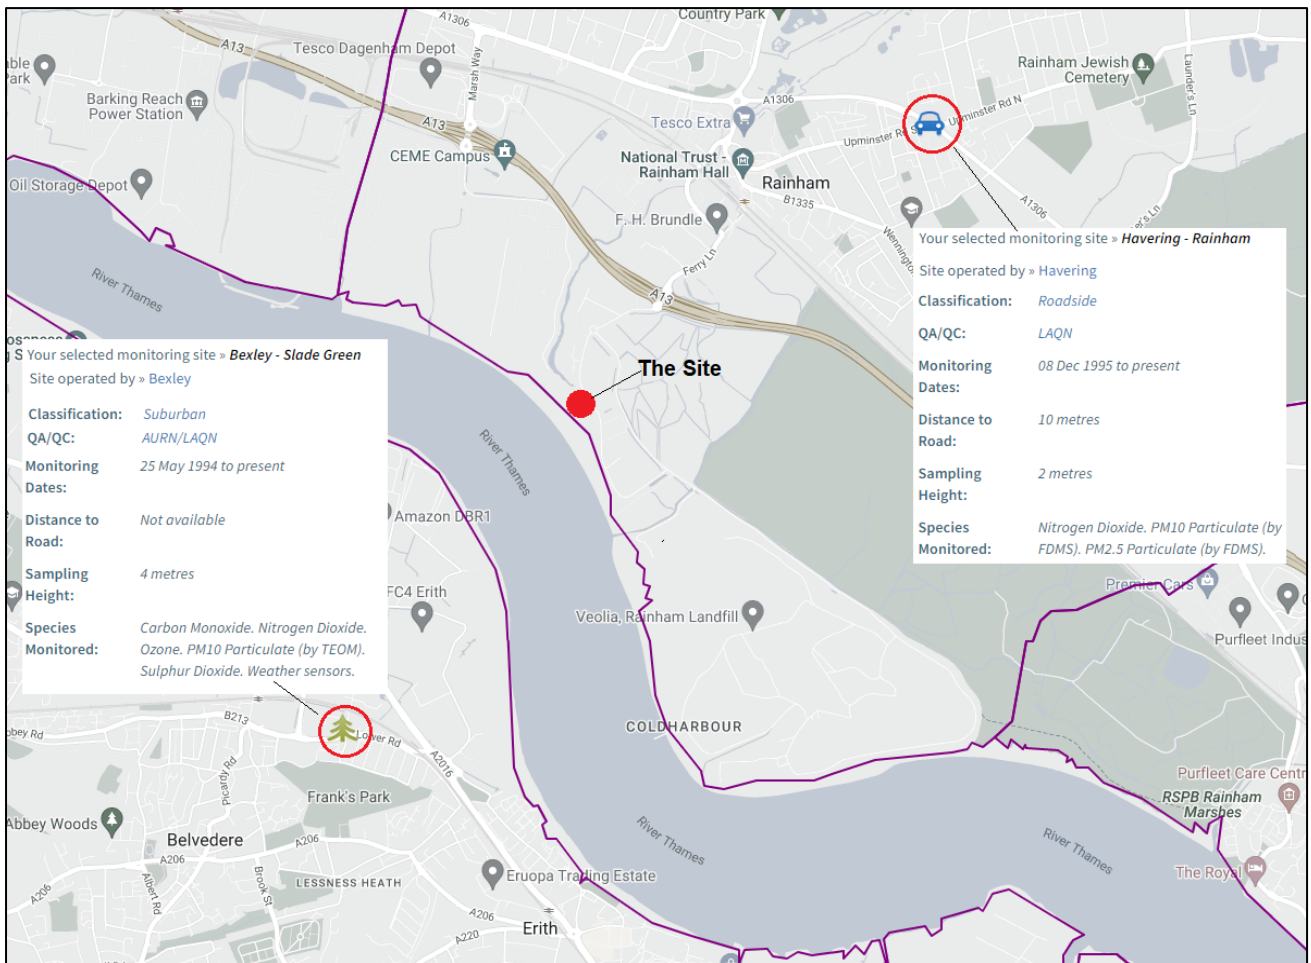 Country Park
A1306
A13
Tesco Dagenham Depot
Marsh Way
Park
Barking Reach
Power Station
A1306
Rainham Jewish
Cemetery
Launder's Ln
Upminster Rd N
Upminster Rd S
Tesco Extra
A13
CEME Campus
National Trust -
Rainham Hall
Rainham
Oil Storage Depot
B1335
A1306
F. H. Brundle
Ferry Ln
A13
River Thames
Your selected monitoring site » Havering - Rainham
Site operated by » Havering
Classification: Roadside
QA/QC: LAQN
Monitoring Dates: 08 Dec 1995 to present
Distance to Road: 10 metres
Sampling Height: 2 metres
Species Monitored: Nitrogen Dioxide. PM10 Particulate (by
FDMS). PM2.5 Particulate (by FDMS).
Your selected monitoring site » Bexley - Slade Green
Site operated by » Bexley
Classification: Suburban
QA/QC: AURN/LAQN
Monitoring Dates: 25 May 1994 to present
Distance to Road: Not available
Sampling Height: 4 metres
Species Monitored: Carbon Monoxide. Nitrogen Dioxide.
Ozone. PM10 Particulate (by TEOM).
Sulphur Dioxide. Weather sensors.
The Site
River Thames
Amazon DBR1
FC4 Erith
Veolia, Rainham Landfill
Premier Cars
Purfleet Indus
COLDHARBOUR
B213
Lower Rd
A2016
Picardy Rd
Frank's Park
Abbey Woods
Belvedere
A206
A206
LESSNESS HEATH
Albert Rd
Brook St
A206
A206
A220
Eruopa Trading Estate
Erith
River Thames
River Thames
Purfleet Care Centr
RSPB Rainham
Marshes
The Royal